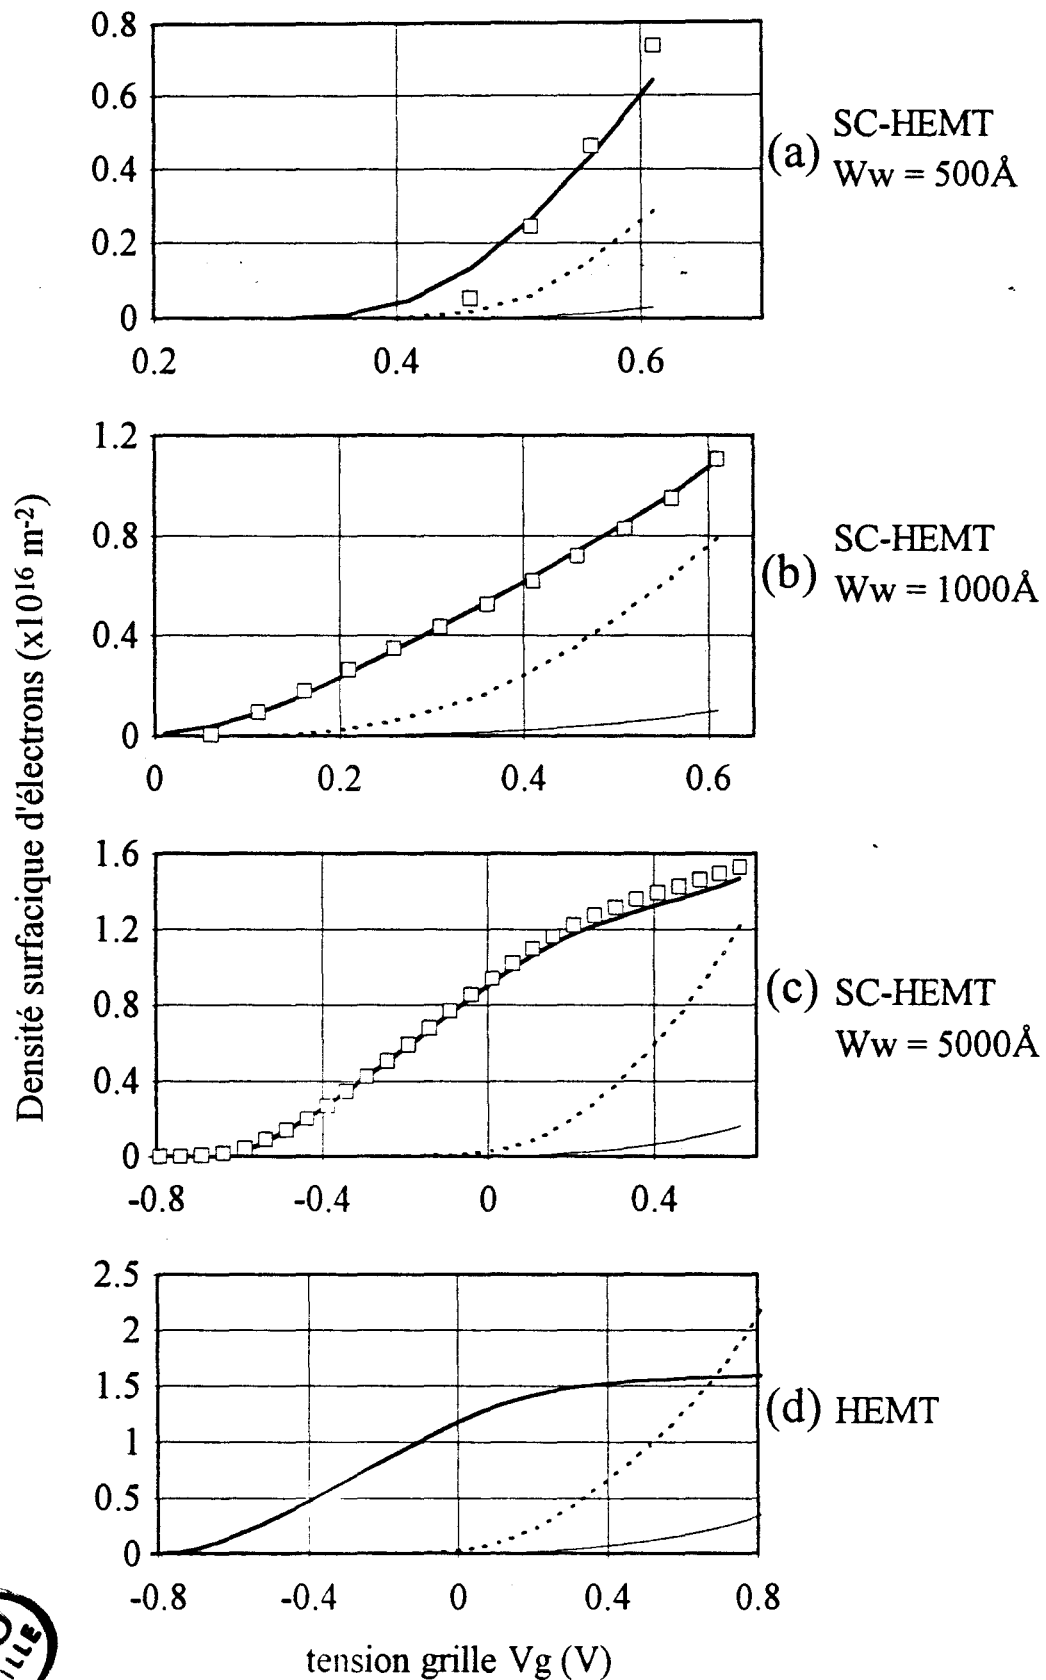 0.8
0.6
0.4
0.2
0
0.2 0.4 0.6
(a) SC-HEMT
Ww = 500Å
1.2
0.8
0.4
0
0 0.2 0.4 0.6
(b) SC-HEMT
Ww = 1000Å
Densité surfacique d'électrons (x10¹⁶ m⁻²)
1.6
1.2
0.8
0.4
0
-0.8 -0.4 0 0.4
(c) SC-HEMT
Ww = 5000Å
2.5
2
1.5
1
0.5
0
-0.8 -0.4 0 0.4 0.8
(d) HEMT
tension grille Vg (V)